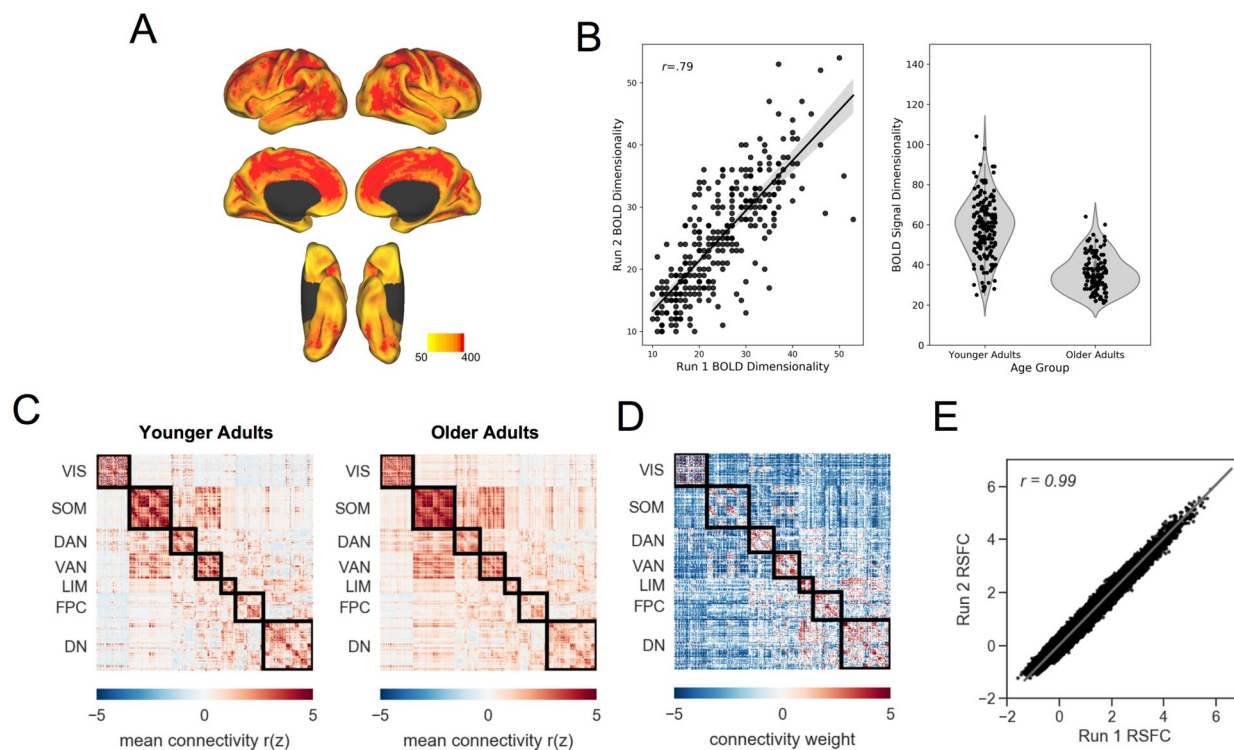 A
50
400
B
r=.79
Run 2 BOLD Dimensionality
50
40
30
20
10
10
20
30
40
50
Run 1 BOLD Dimensionality
BOLD Signal Dimensionality
140
120
100
80
60
40
20
0
Younger Adults
Older Adults
Age Group
C
Younger Adults
VIS
SOM
DAN
VAN
LIM
FPC
DN
−5
0
5
mean connectivity r(z)
Older Adults
VIS
SOM
DAN
VAN
LIM
FPC
DN
−5
0
5
mean connectivity r(z)
D
VIS
SOM
DAN
VAN
LIM
FPC
DN
−5
0
5
connectivity weight
E
r = 0.99
Run 2 RSFC
6
4
2
0
−2
−2
0
2
4
6
Run 1 RSFC